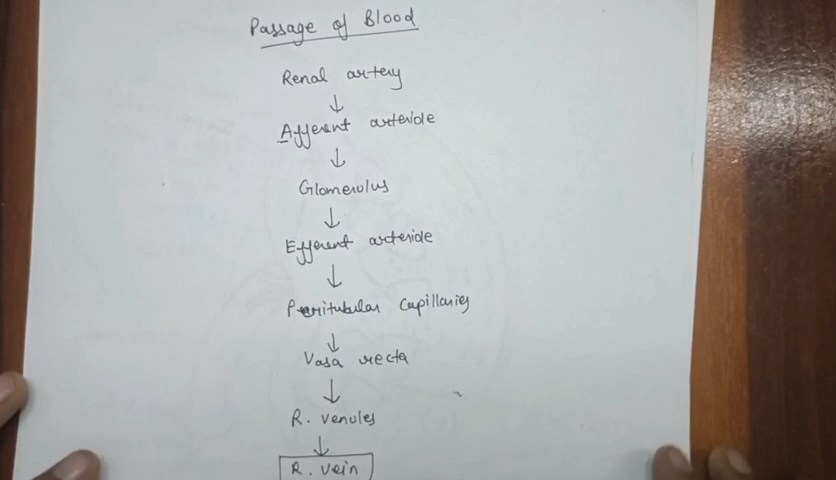 Passage of Blood
Renal artery
↓
Afferent arteriole
↓
Glomerulus
↓
Efferent arteriole
↓
Peritubular capillaries
↓
Vasa recta
↓
R. venules
↓
R. vein